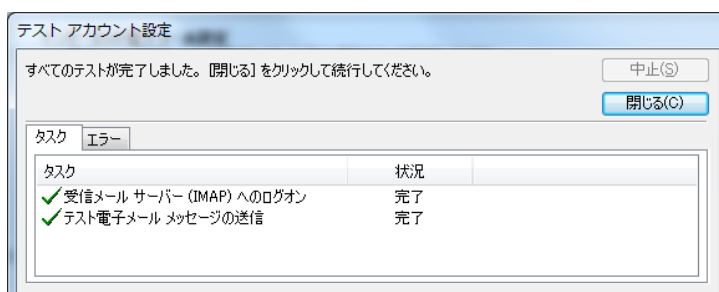 テスト アカウント設定
すべてのテストが完了しました。[閉じる] をクリックして続行してください。
中止(S)
閉じる(C)
タスク エラー
タスク 状況
受信メール サーバー (IMAP) へのログオン 完了
テスト電子メール メッセージの送信 完了